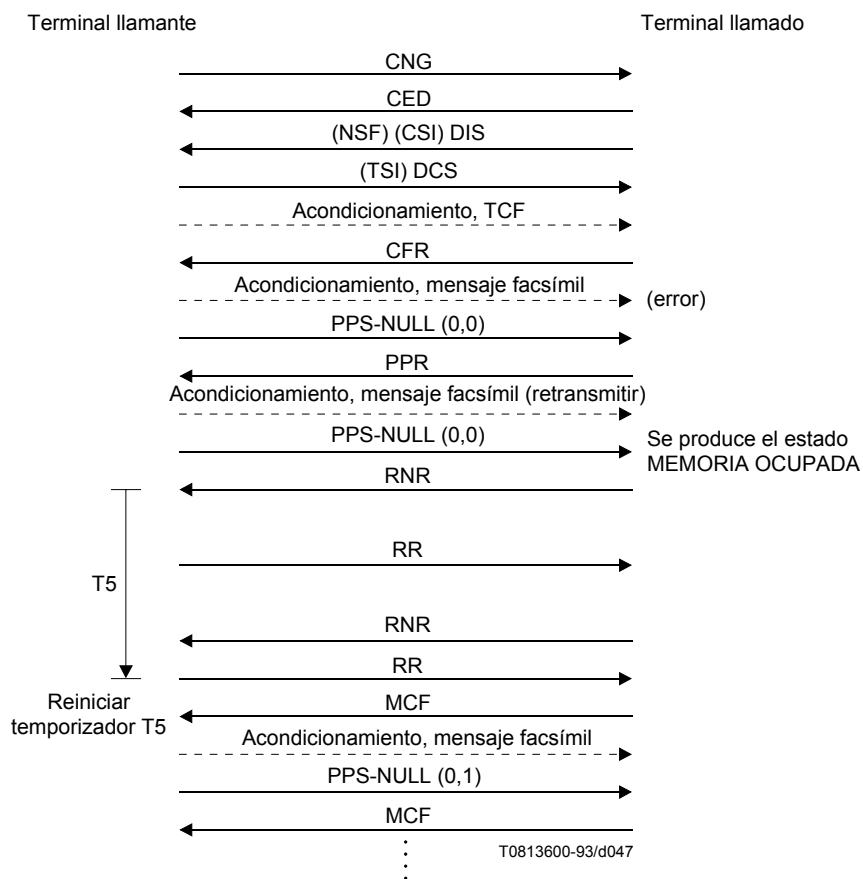 Terminal llamante
Terminal llamado
CNG
CED
(NSF) (CSI) DIS
(TSI) DCS
Acondicionamiento, TCF
CFR
Acondicionamiento, mensaje facsímil
(error)
PPS-NULL (0,0)
PPR
Acondicionamiento, mensaje facsímil (retransmitir)
PPS-NULL (0,0)
Se produce el estado
MEMORIA OCUPADA
RNR
RR
T5
RNR
RR
Reiniciar
temporizador T5
MCF
Acondicionamiento, mensaje facsímil
PPS-NULL (0,1)
MCF
T0813600-93/d047